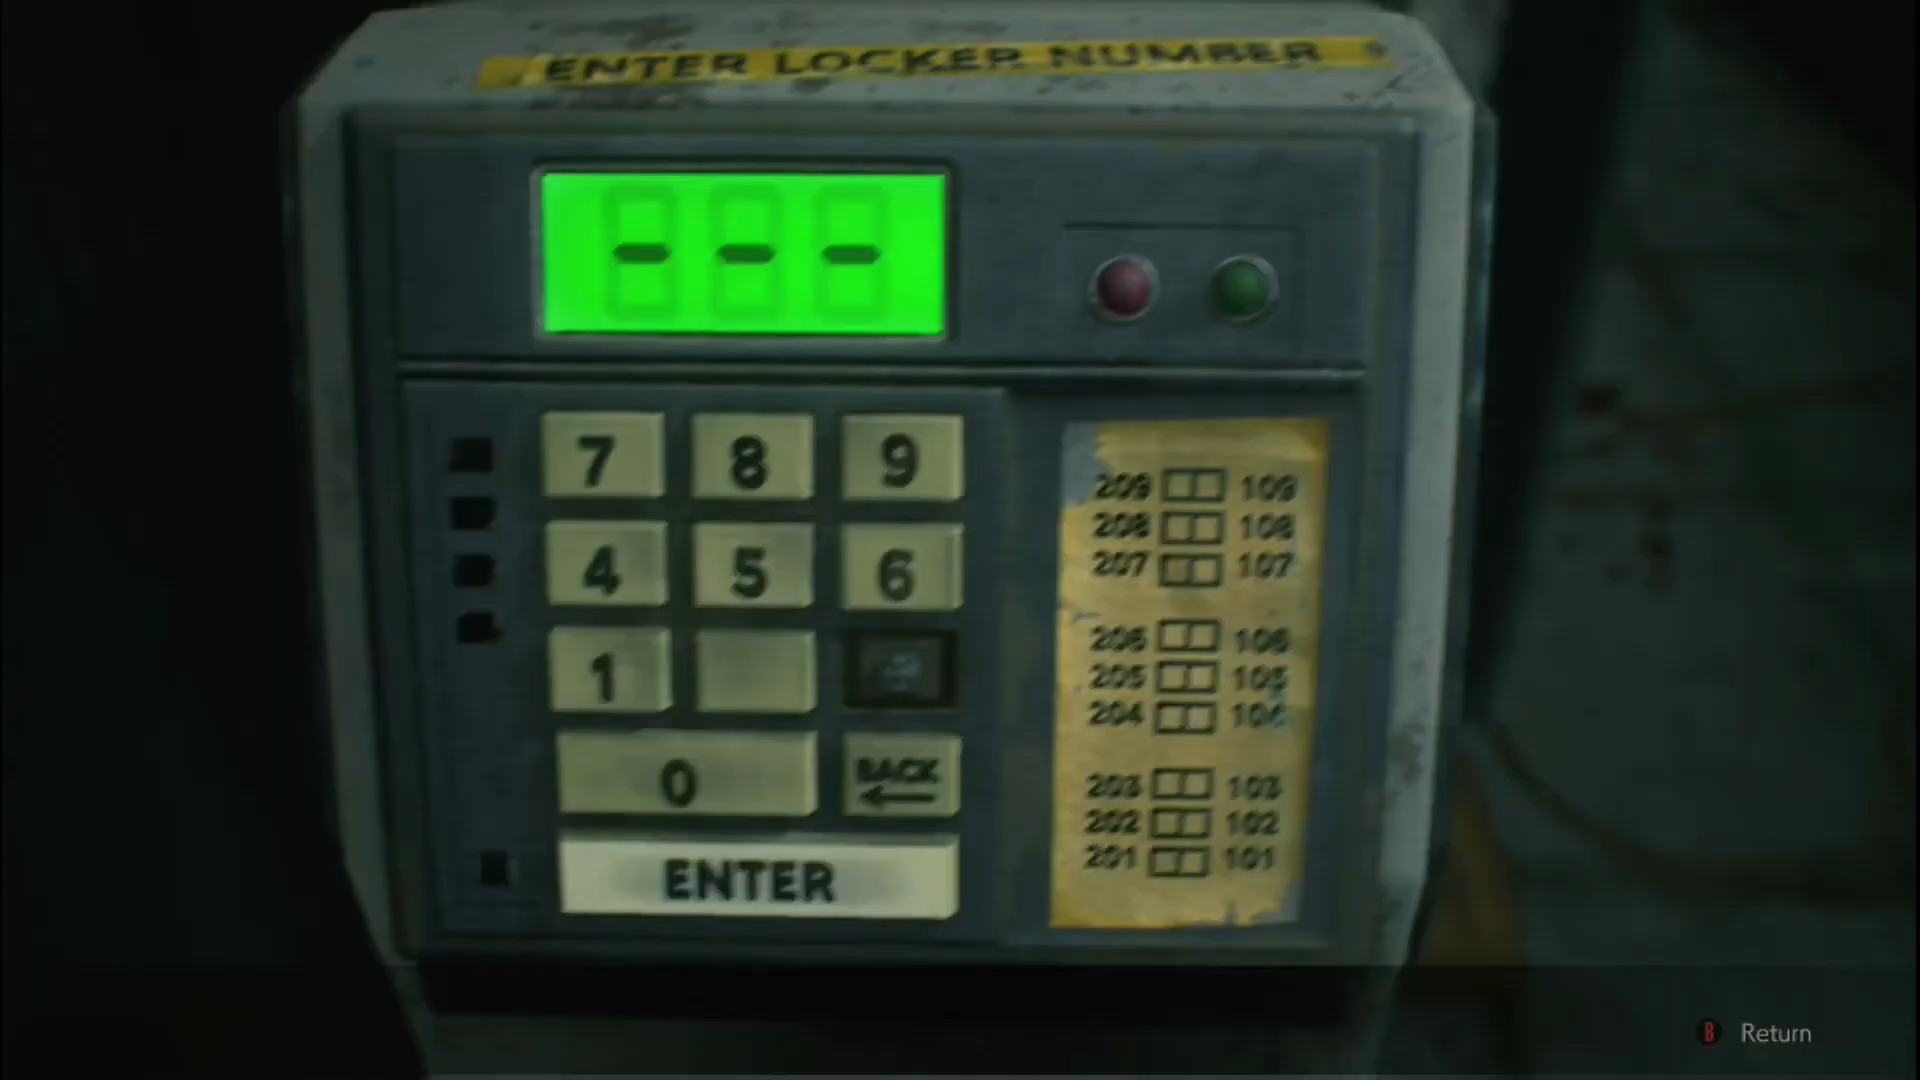 ENTER LOCKER NUMBER
- - -
7 8 9
4 5 6
1
0 BACK
ENTER
209 109
208 108
207 107
206 106
205 105
204 104
203 103
202 102
201 101
B Return